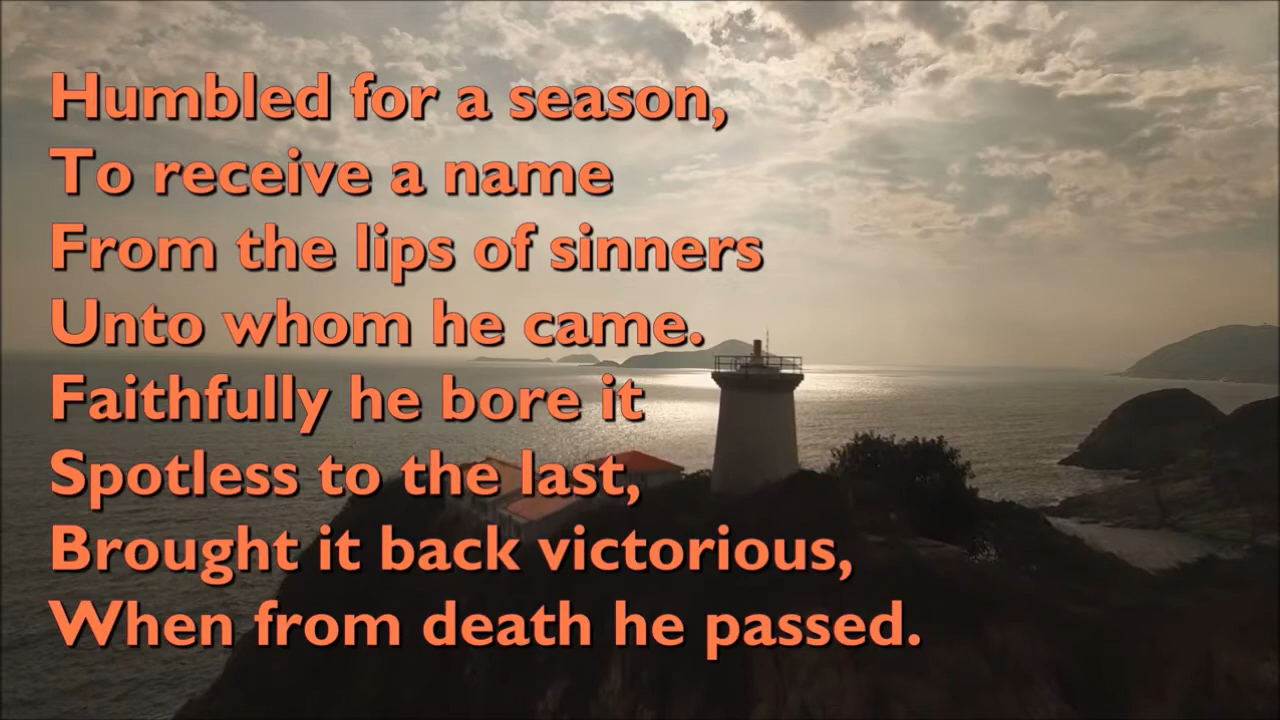 Humbled for a season,
To receive a name
From the lips of sinners
Unto whom he came.
Faithfully he bore it
Spotless to the last,
Brought it back victorious,
When from death he passed.